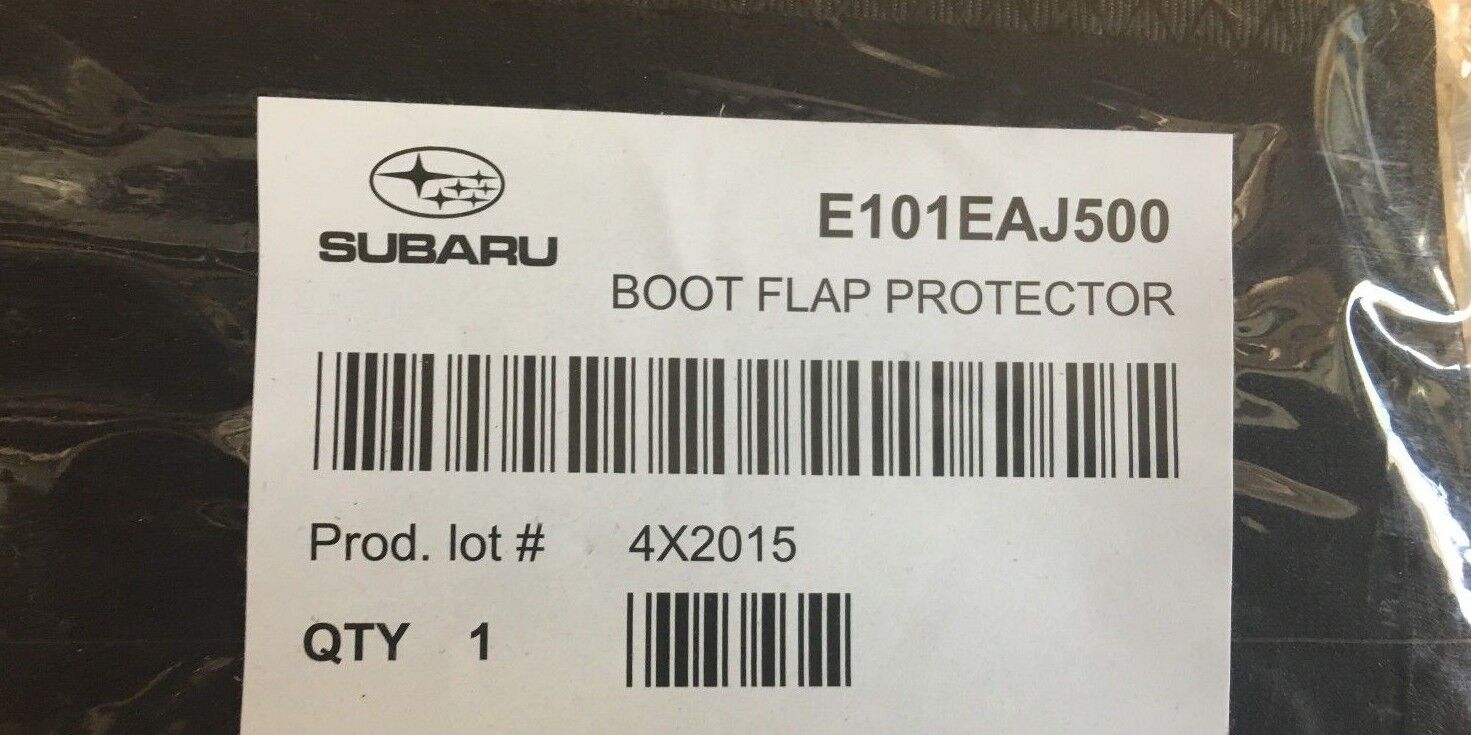 SUBARU
E101EAJ500
BOOT FLAP PROTECTOR
Prod. lot # 4X2015
QTY 1